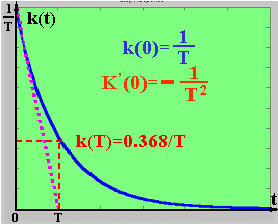 1/T k(t)
k(0)=1/T
K'(0)=-1/T²
k(T)=0.368/T
t
0 T